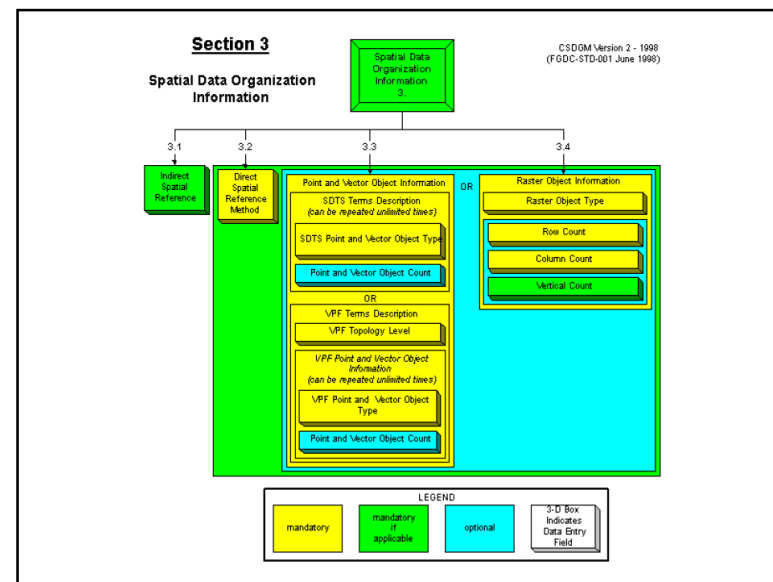 Section 3
Spatial Data Organization
Information
Spatial Data
Organization
Information
3.
CSDGM Version 2 - 1998
(FGDC-STD-001 June 1998)
3.1
3.2
3.3
3.4
Indirect
Spatial
Reference
Direct
Spatial
Reference
Method
Point and Vector Object Information
SDTS Terms Description
(can be repeated unlimited times)
SDTS Point and Vector Object Type
Point and Vector Object Count
OR
VPF Terms Description
VPF Topology Level
VPF Point and Vector Object
Information
(can be repeated unlimited times)
VPF Point and Vector Object
Type
Point and Vector Object Count
OR
Raster Object Information
Raster Object Type
Row Count
Column Count
Vertical Count
LEGEND
mandatory
mandatory
if
applicable
optional
3-D Box
Indicates
Data Entry
Field